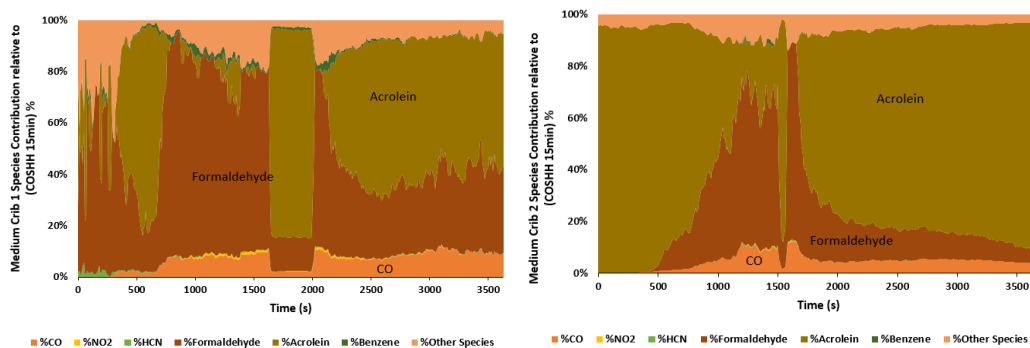 Medium Crib 1 Species Contribution relative to
(COSHH 15min) %
100%
80%
60%
40%
20%
0%
Acrolein
Formaldehyde
CO
0 500 1000 1500 2000 2500 3000 3500
Time (s)
%CO %NO2 %HCN %Formaldehyde %Acrolein %Benzene %Other Species
Medium Crib 2 Species Contribution relative to
(COSHH 15min) %
100%
80%
60%
40%
20%
0%
Acrolein
Formaldehyde
CO
0 500 1000 1500 2000 2500 3000 3500
Time (s)
%CO %NO2 %HCN %Formaldehyde %Acrolein %Benzene %Other Species